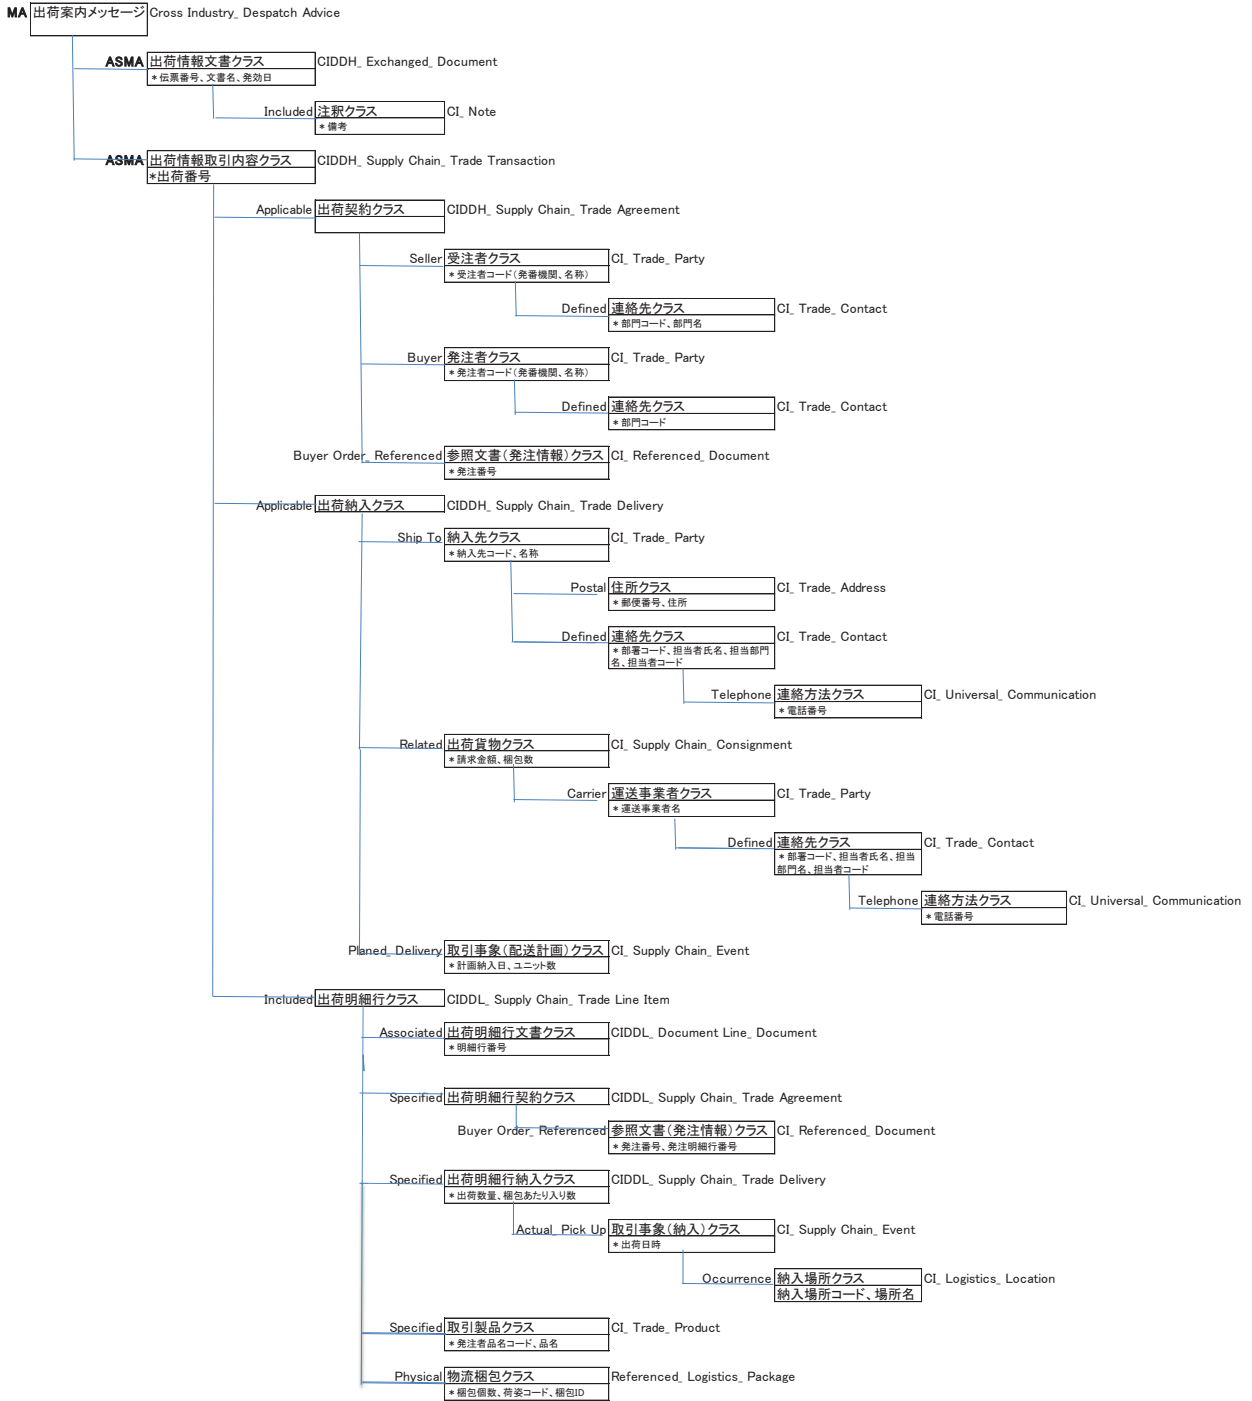 MA 出荷案内メッセージ Cross Industry_ Despatch Advice
ASMA 出荷情報文書クラス CIDDH_ Exchanged_ Document
*伝票番号、文書名、発効日
Included 注釈クラス CI_ Note
*備考
ASMA 出荷情報取引内容クラス CIDDH_ Supply Chain_ Trade Transaction
*出荷番号
Applicable 出荷契約クラス CIDDH_ Supply Chain_ Trade Agreement
Seller 受注者クラス CI_ Trade_ Party
*受注者コード(発番機関、名称)
Defined 連絡先クラス CI_ Trade_ Contact
*部門コード、部門名
Buyer 発注者クラス CI_ Trade_ Party
*発注者コード(発番機関、名称)
Defined 連絡先クラス CI_ Trade_ Contact
*部門コード
Buyer Order_ Referenced 参照文書(発注情報)クラス CI_ Referenced_ Document
*発注番号
Applicable 出荷納入クラス CIDDH_ Supply Chain_ Trade Delivery
Ship To 納入先クラス CI_ Trade_ Party
*納入先コード、名称
Postal 住所クラス CI_ Trade_ Address
*郵便番号、住所
Defined 連絡先クラス CI_ Trade_ Contact
*部署コード、担当者氏名、担当部門
名、担当者コード
Telephone 連絡方法クラス CI_ Universal_ Communication
*電話番号
Related 出荷貨物クラス CI_ Supply Chain_ Consignment
*請求金額、梱包数
Carrier 運送事業者クラス CI_ Trade_ Party
*運送事業者名
Defined 連絡先クラス CI_ Trade_ Contact
*部署コード、担当者氏名、担当
部門名、担当者コード
Telephone 連絡方法クラス CI_ Universal_ Communication
*電話番号
Planed_ Delivery 取引事象(配送計画)クラス CI_ Supply Chain_ Event
*計画納入日、ユニット数
Included 出荷明細行クラス CIDDL_ Supply Chain_ Trade Line Item
Associated 出荷明細行文書クラス CIDDL_ Document Line_ Document
*明細行番号
Specified 出荷明細行契約クラス CIDDL_ Supply Chain_ Trade Agreement
Buyer Order_ Referenced 参照文書(発注情報)クラス CI_ Referenced_ Document
*発注番号、発注明細行番号
Specified 出荷明細行納入クラス CIDDL_ Supply Chain_ Trade Delivery
*出荷数量、梱包あたり入り数
Actual_ Pick Up 取引事象(納入)クラス CI_ Supply Chain_ Event
*出荷日時
Occurrence 納入場所クラス CI_ Logistics_ Location
納入場所コード、場所名
Specified 取引製品クラス CI_ Trade_ Product
*発注者品名コード、品名
Physical 物流梱包クラス Referenced_ Logistics_ Package
*梱包個数、荷姿コード、梱包ID